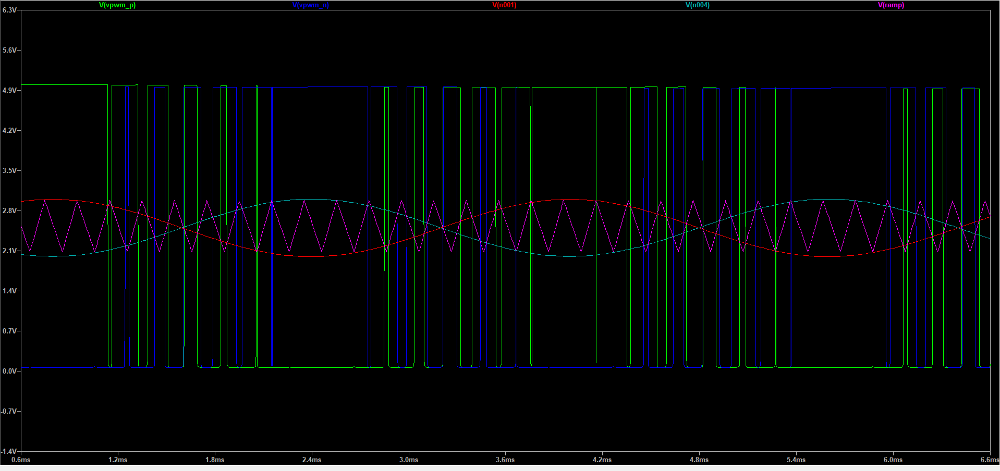 V(vpwm_p) V(vpwm_n) V(n001) V(n004) V(ramp)
6.3V
5.6V
4.9V
4.2V
3.5V
2.8V
2.1V
1.4V
0.7V
0.0V
-0.7V
-1.4V
0.6ms 1.2ms 1.8ms 2.4ms 3.0ms 3.6ms 4.2ms 4.8ms 5.4ms 6.0ms 6.6ms